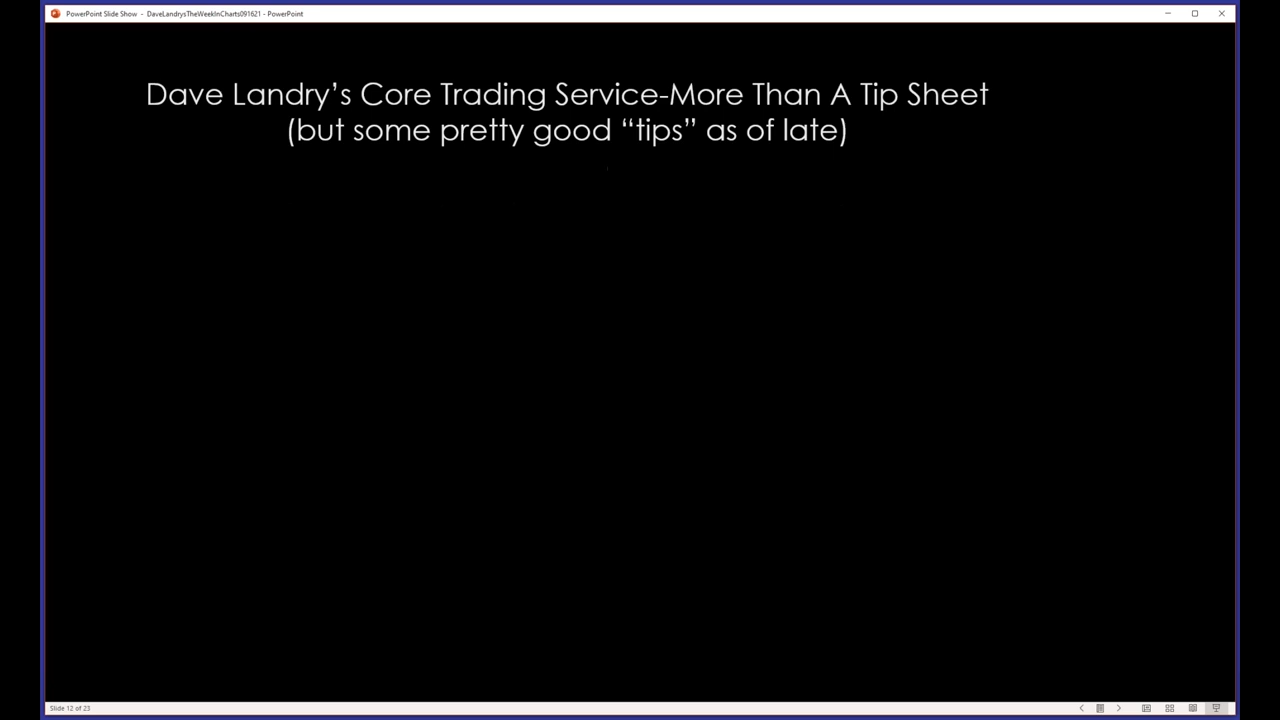 PowerPoint Slide Show - DaveLandrysTheWeekInCharts091621 - PowerPoint
Dave Landry’s Core Trading Service-More Than A Tip Sheet
(but some pretty good “tips” as of late)
Slide 12 of 23